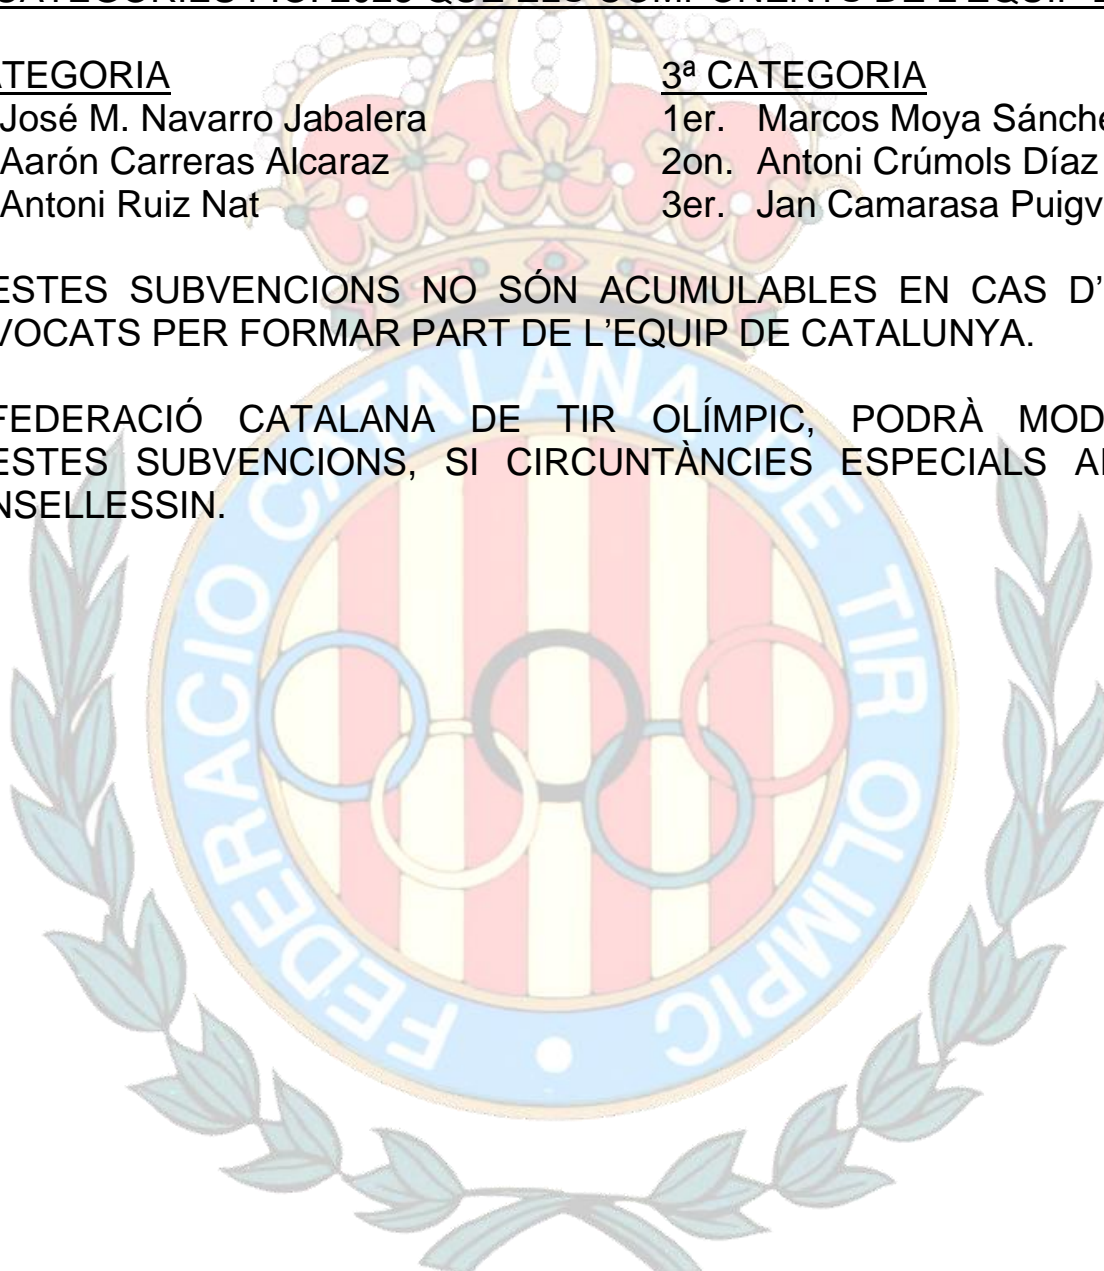 ATEGORIA 3ª CATEGORIA
José M. Navarro Jabalera 1er. Marcos Moya Sánche
Aarón Carreras Alcaraz 2on. Antoni Crúmols Díaz
Antoni Ruiz Nat 3er. Jan Camarasa Puigv
ESTES SUBVENCIONS NO SÓN ACUMULABLES EN CAS D'
VOCATS PER FORMAR PART DE L'EQUIP DE CATALUNYA.
FEDERACIÓ CATALANA DE TIR OLÍMPIC, PODRÀ MOD
ESTES SUBVENCIONS, SI CIRCUNTÀNCIES ESPECIALS
NSELLESSIN.
FEDERACIO CATALANA DE TIR OLIMPIC